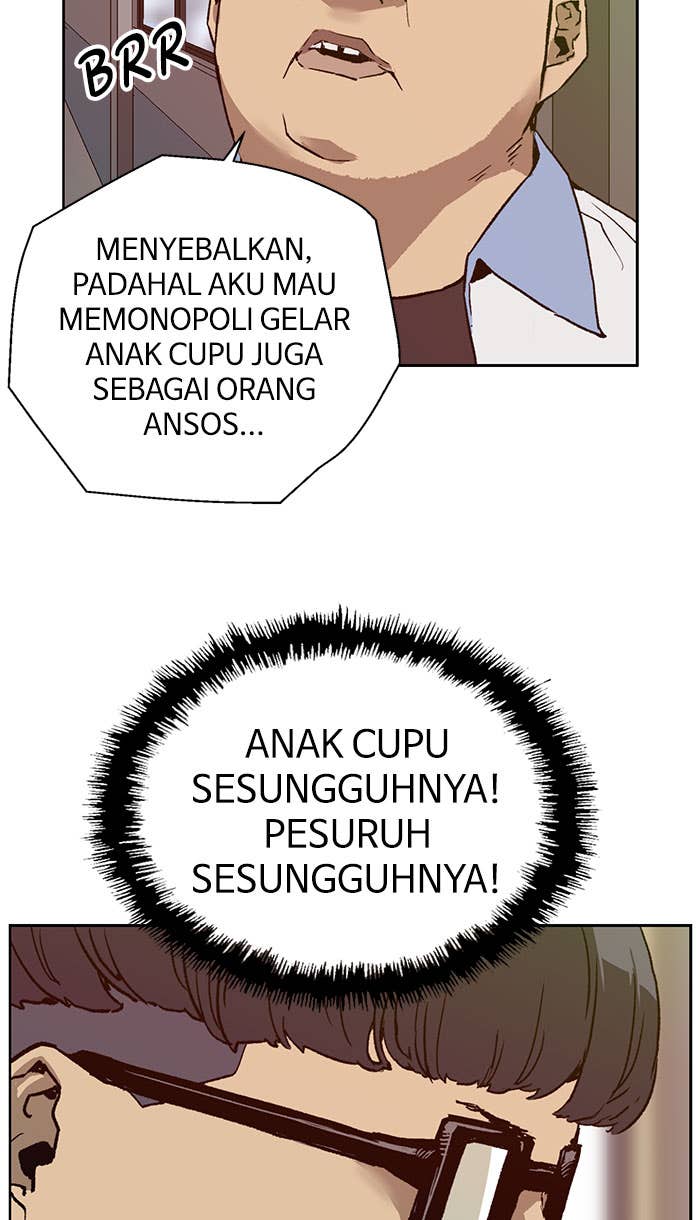 BRR
MENYEBALKAN,
PADAHAL AKU MAU
MEMONOPOLI GELAR
ANAK CUPU JUGA
SEBAGAI ORANG
ANSOS...
ANAK CUPU
SESUNGGUHNYA!
PESURUH
SESUNGGUHNYA!